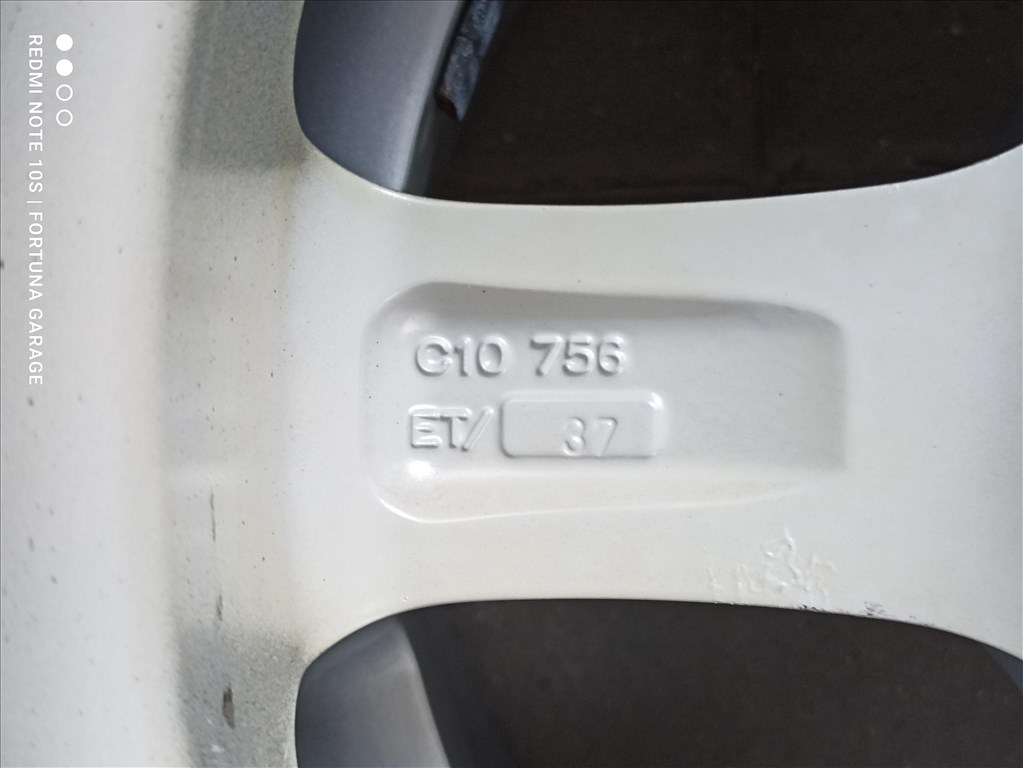 C10 756
ET/ 37
REDMI NOTE 10S | FORTUNA GARAGE